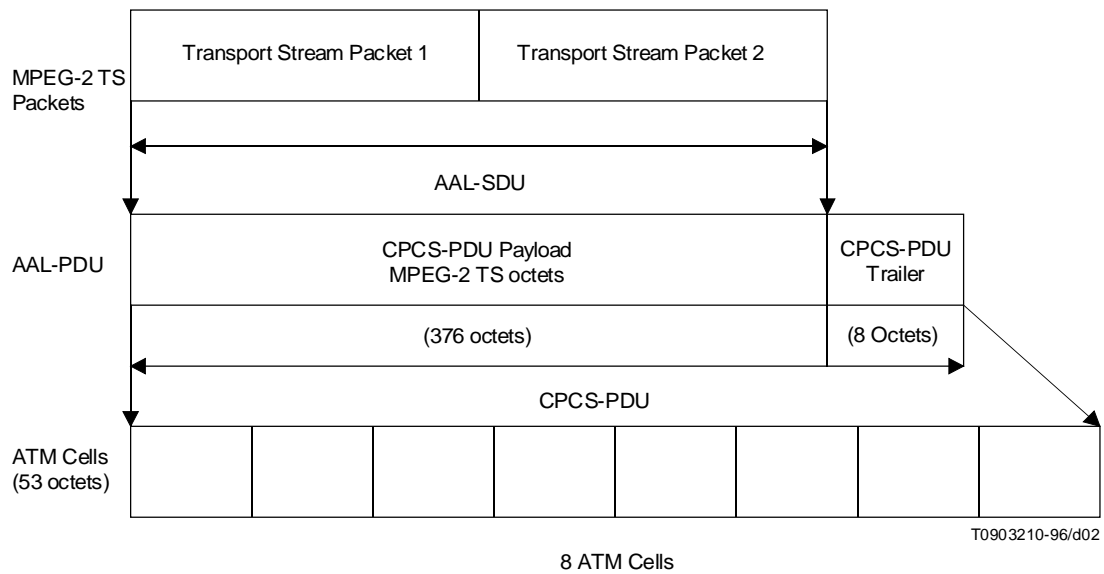 Transport Stream Packet 1
Transport Stream Packet 2
MPEG-2 TS
Packets
AAL-SDU
AAL-PDU
CPCS-PDU Payload
MPEG-2 TS octets
CPCS-PDU
Trailer
(376 octets)
(8 Octets)
CPCS-PDU
ATM Cells
(53 octets)
T0903210-96/d02
8 ATM Cells